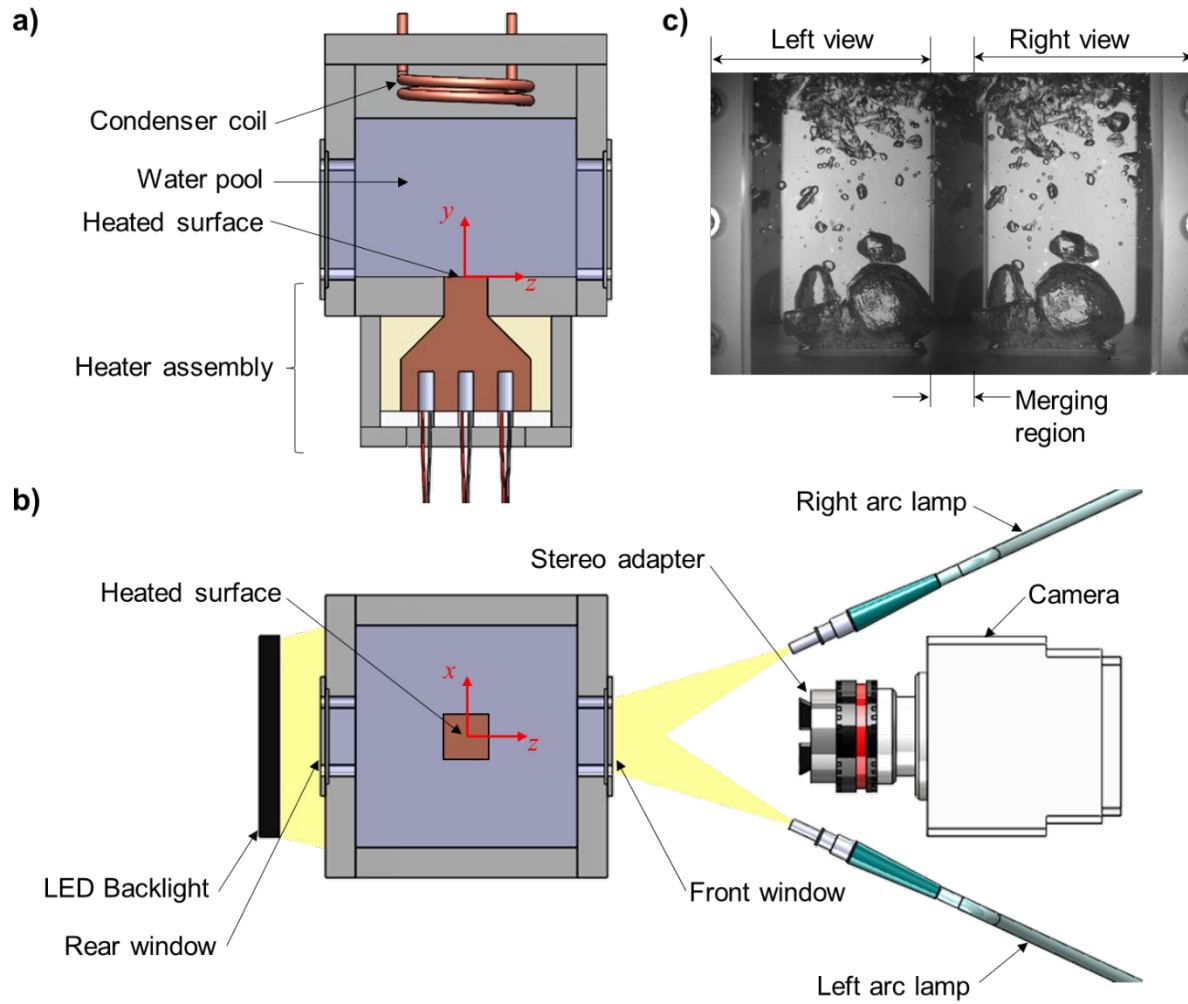 a)
Condenser coil
Water pool
Heated surface
y
z
Heater assembly
c)
Left view
Right view
Merging
region
b)
Right arc lamp
Stereo adapter
Heated surface
Camera
x
z
LED Backlight
Front window
Rear window
Left arc lamp